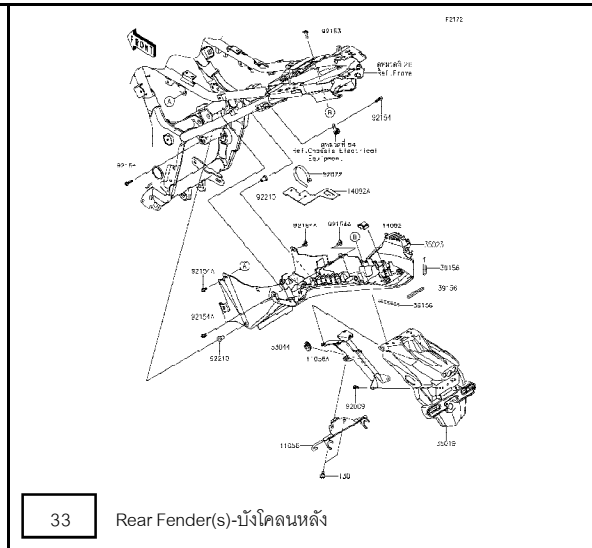 F2172
FRONT
92153
Ref.Frame
A
B
92154
Ref.Chassis Electrical
Equipment
92154
92072
14092A
92210
92154A
92154A
14092
B
35023
39156
A
92154A
39156
39156
92154A
92210
53044
11056A
92009
11056
35019
130
33
Rear Fender(s)-บังโคลนหลัง